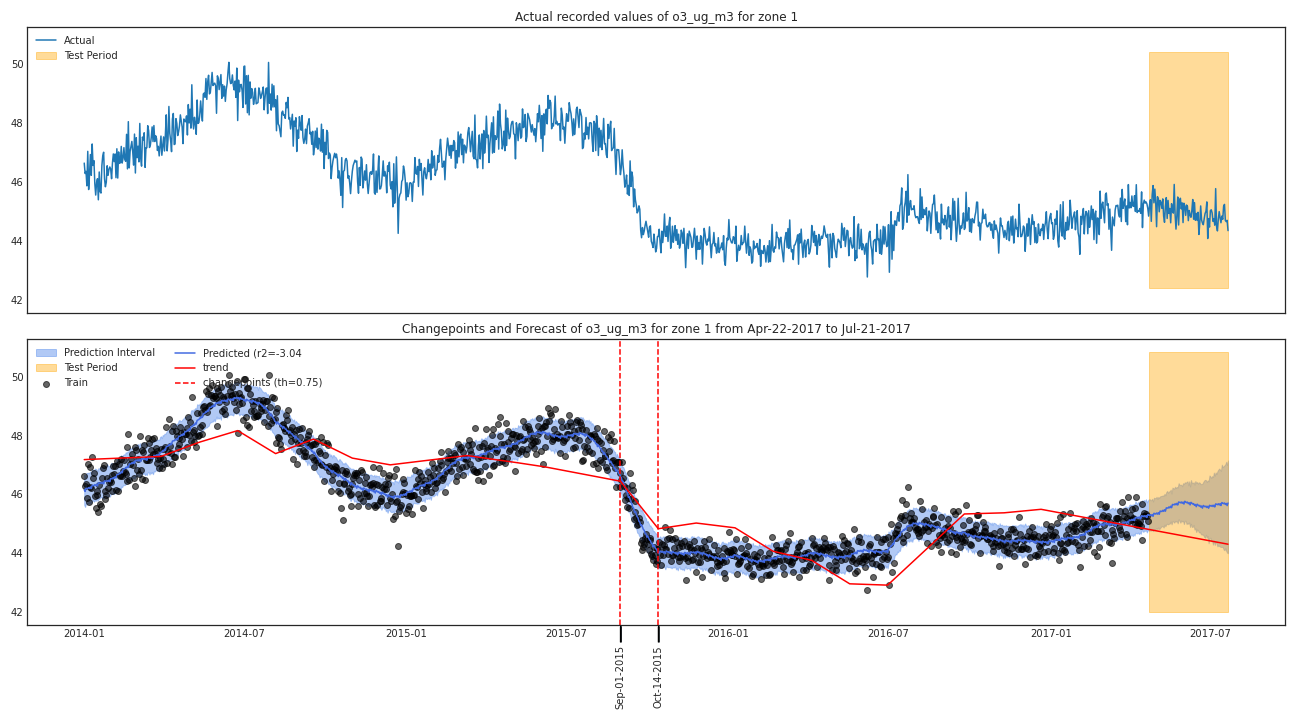 Actual recorded values of o3_ug_m3 for zone 1
Actual
Test Period
50
48
46
44
42
Changepoints and Forecast of o3_ug_m3 for zone 1 from Apr-22-2017 to Jul-21-2017
Prediction Interval
Test Period
Train
Predicted (r2=-3.04
trend
changepoints (th=0.75)
50
48
46
44
42
2014-01
2014-07
2015-01
2015-07
2016-01
2016-07
2017-01
2017-07
Sep-01-2015
Oct-14-2015